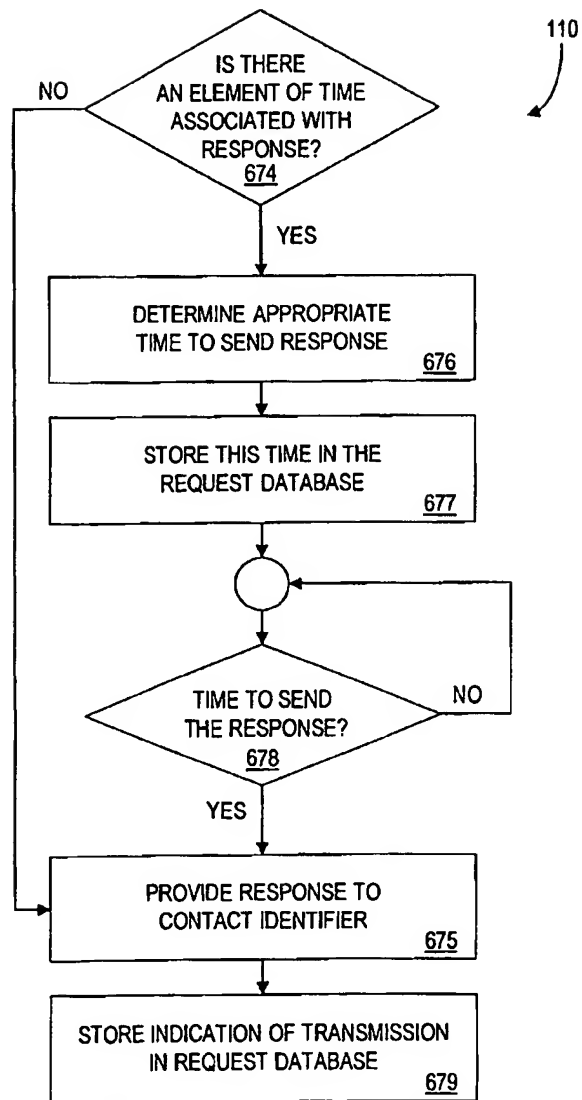 110
IS THERE
AN ELEMENT OF TIME
ASSOCIATED WITH
RESPONSE?
674
NO
YES
DETERMINE APPROPRIATE
TIME TO SEND RESPONSE
676
STORE THIS TIME IN THE
REQUEST DATABASE
677
TIME TO SEND
THE RESPONSE?
678
NO
YES
PROVIDE RESPONSE TO
CONTACT IDENTIFIER
675
STORE INDICATION OF TRANSMISSION
IN REQUEST DATABASE
679